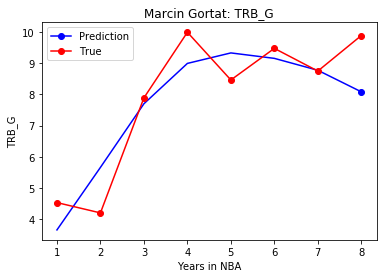 Marcin Gortat: TRB_G
Prediction
True
10
9
8
7
6
5
4
TRB_G
1 2 3 4 5 6 7 8
Years in NBA